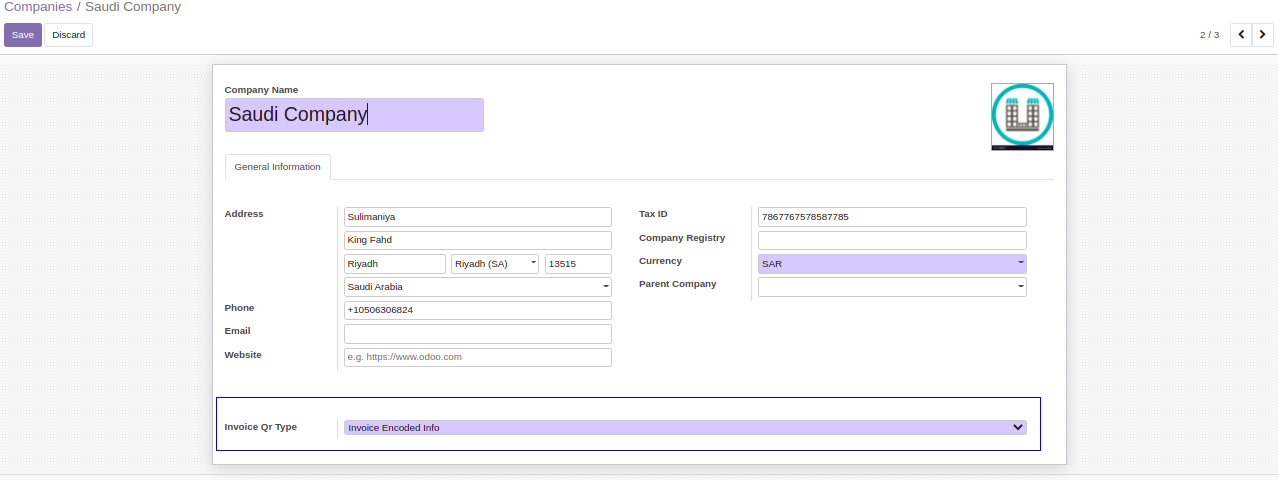 Companies / Saudi Company
Save Discard 2 / 3
Company Name
Saudi Company
General Information
Address Sulimaniya
King Fahd
Riyadh Riyadh (SA) 13515
Saudi Arabia
Phone +10506306824
Email
Website e.g. https://www.odoo.com
Tax ID 7867767578587785
Company Registry
Currency SAR
Parent Company
Invoice Qr Type Invoice Encoded Info